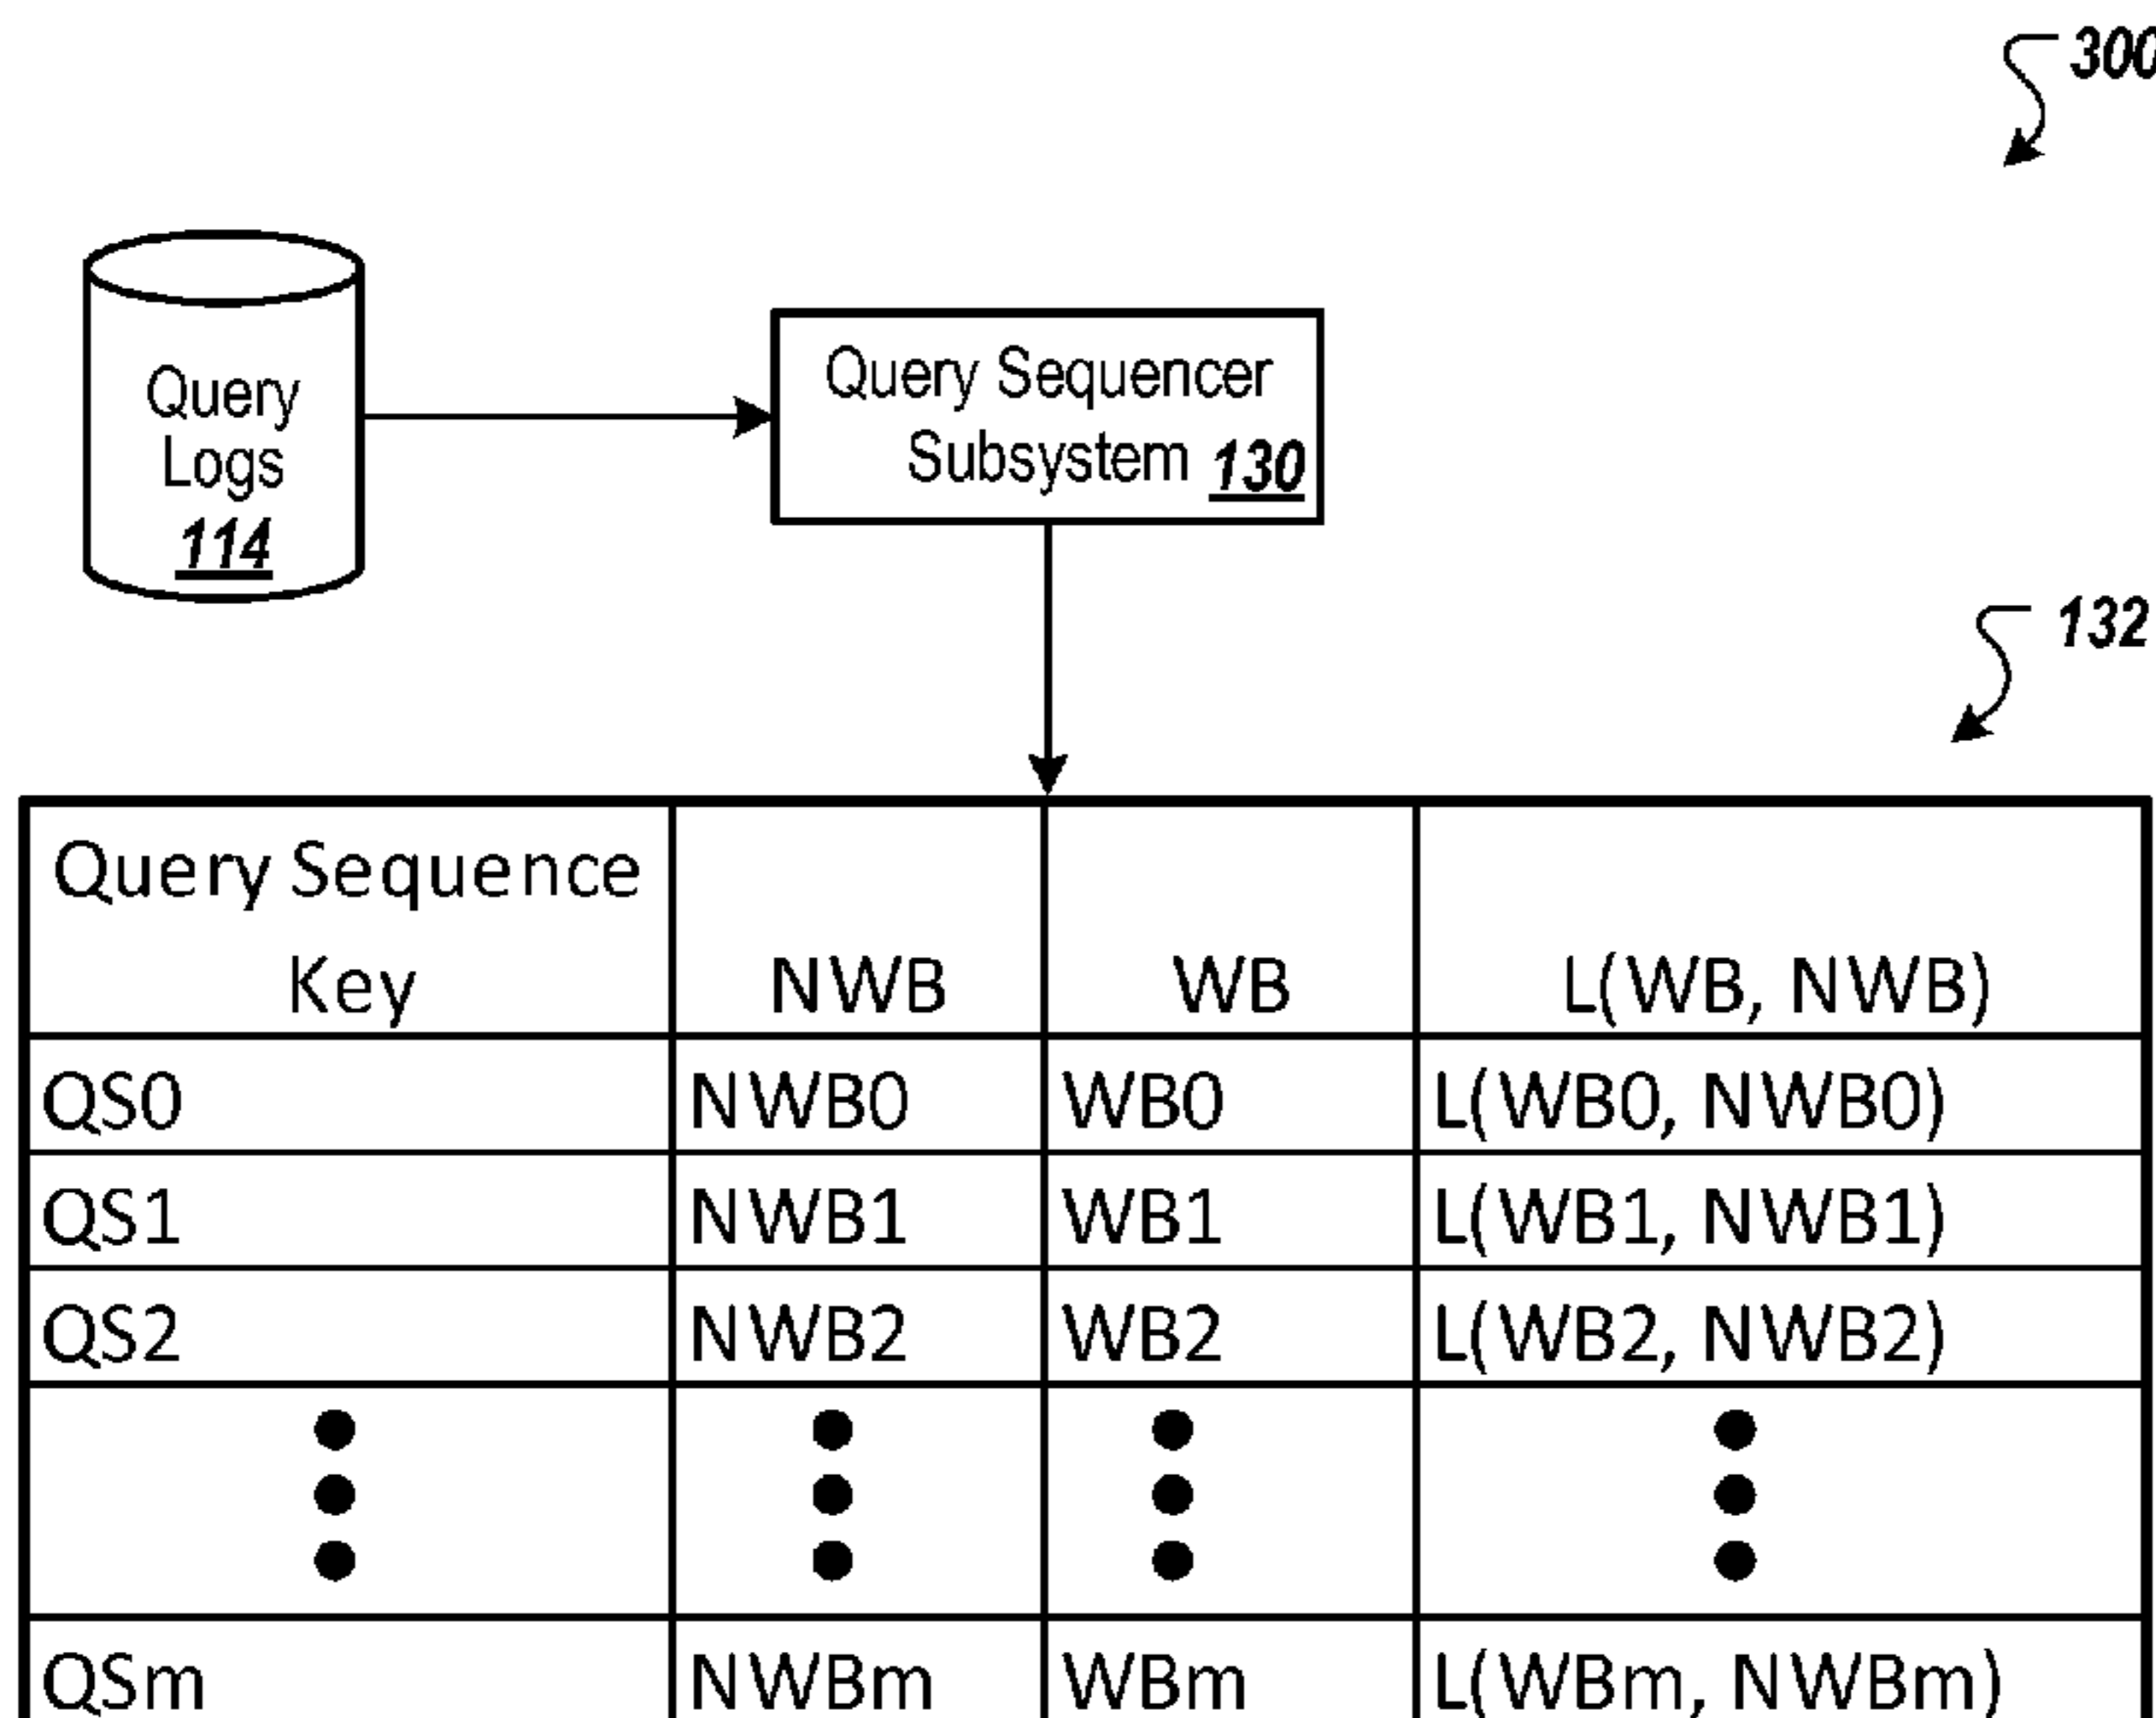 300
Query
Logs
114
Query Sequencer
Subsystem 130
132
Query Sequence
Key NWB WB L(WB, NWB)
QS0 NWB0 WB0 L(WB0, NWB0)
QS1 NWB1 WB1 L(WB1, NWB1)
QS2 NWB2 WB2 L(WB2, NWB2)
QSm NWBm WBm L(WBm, NWBm)